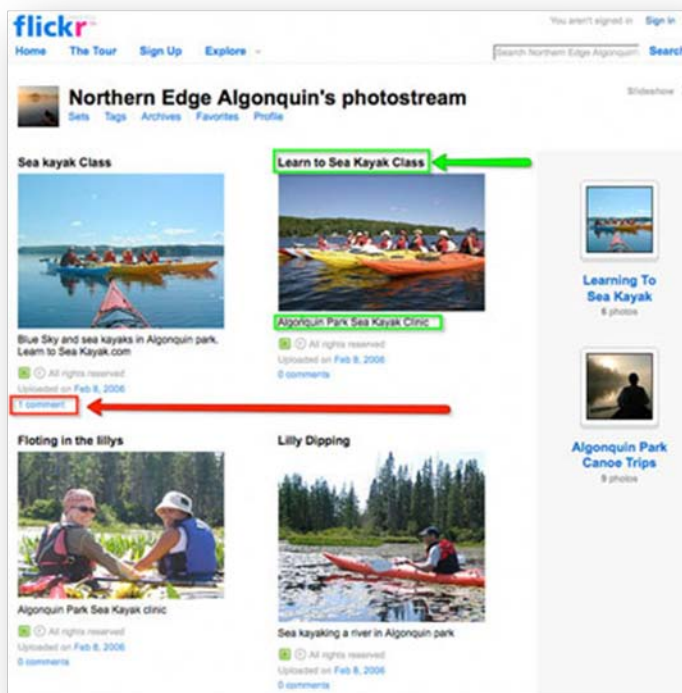 flickr
You aren't signed in Sign in
Home The Tour Sign Up Explore
Search Northern Edge Algonquin Search
Northern Edge Algonquin's photostream
Slideshow
Sets Tags Archives Favorites Profile
Sea kayak Class
Blue Sky and sea kayaks in Algonquin park.
Learn to Sea Kayak.com
All rights reserved
Uploaded on Feb 8, 2006
1 comment
Learn to Sea Kayak Class
Algonquin Park Sea Kayak Clinic
All rights reserved
Uploaded on Feb 8, 2006
0 comments
Floting in the lillys
Algonquin Park Sea Kayak clinic
All rights reserved
Uploaded on Feb 8, 2006
0 comments
Lilly Dipping
Sea kayaking a river in Algonquin park
All rights reserved
Uploaded on Feb 8, 2006
0 comments
Learning To
Sea Kayak
6 photos
Algonquin Park
Canoe Trips
9 photos